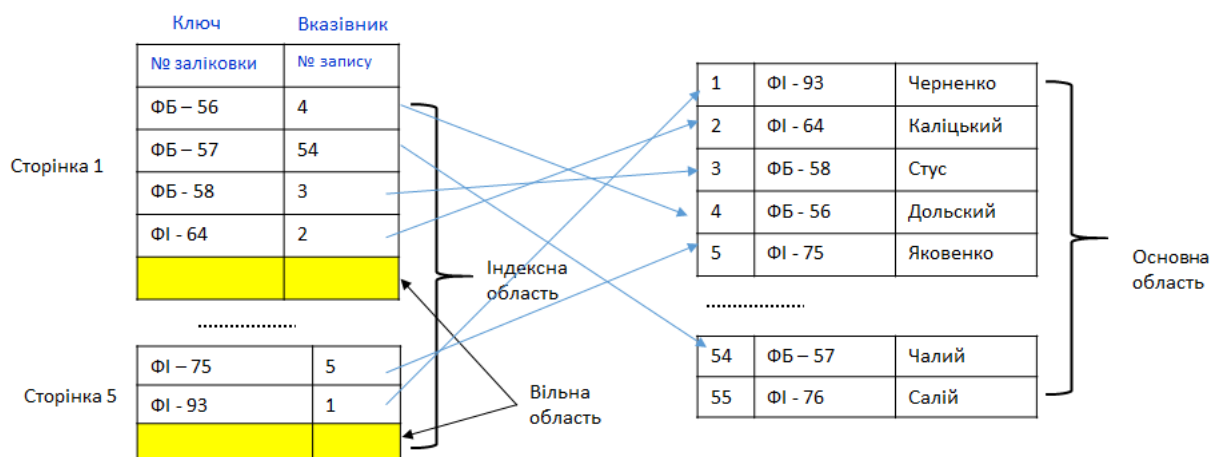 Ключ Вказівник
№ заліковки № запису
ФБ – 56 4
ФБ – 57 54
ФБ - 58 3
ФІ - 64 2
Сторінка 1
Індексна
область
ФІ – 75 5
ФІ - 93 1
Сторінка 5
Вільна
область
1 ФІ - 93 Черненко
2 ФІ - 64 Каліцький
3 ФБ - 58 Стус
4 ФБ - 56 Дольский
5 ФІ - 75 Яковенко
54 ФБ – 57 Чалий
55 ФІ - 76 Салій
Основна
область